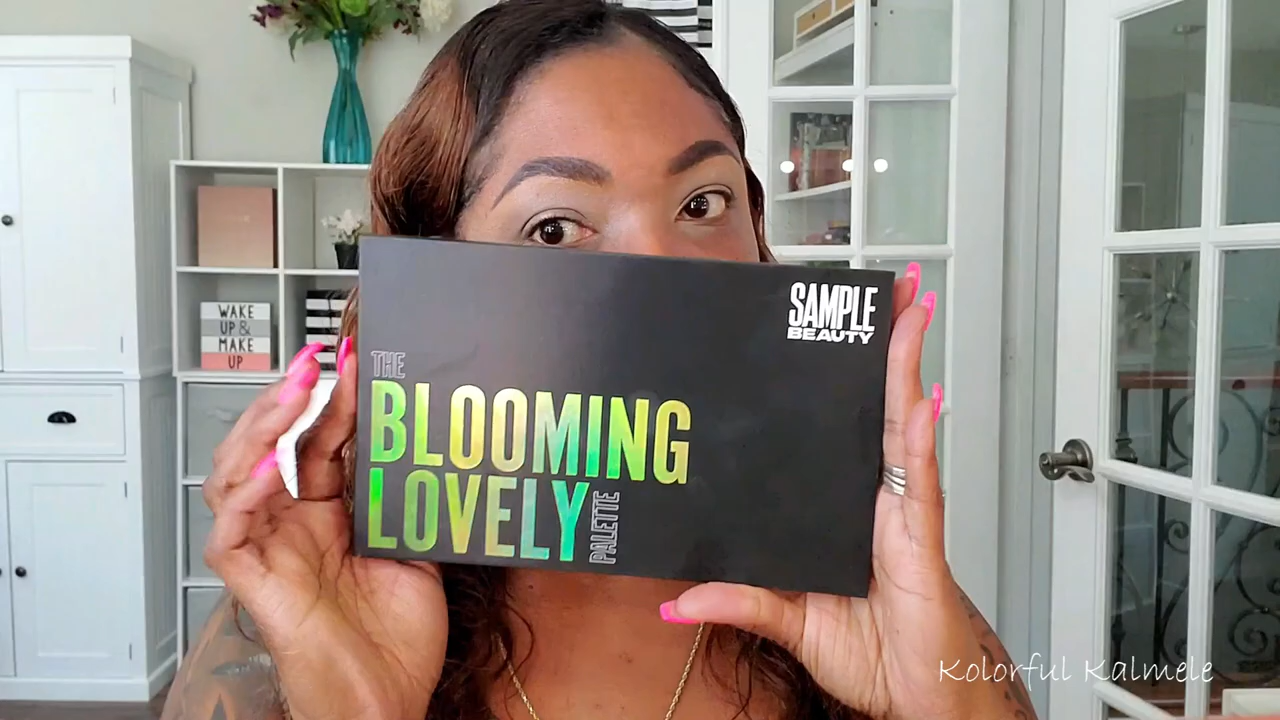 WAKE
UP &
MAKE
UP
SAMPLE
BEAUTY
THE
BLOOMING
LOVELY
PALETTE
Kolorful Kalmele